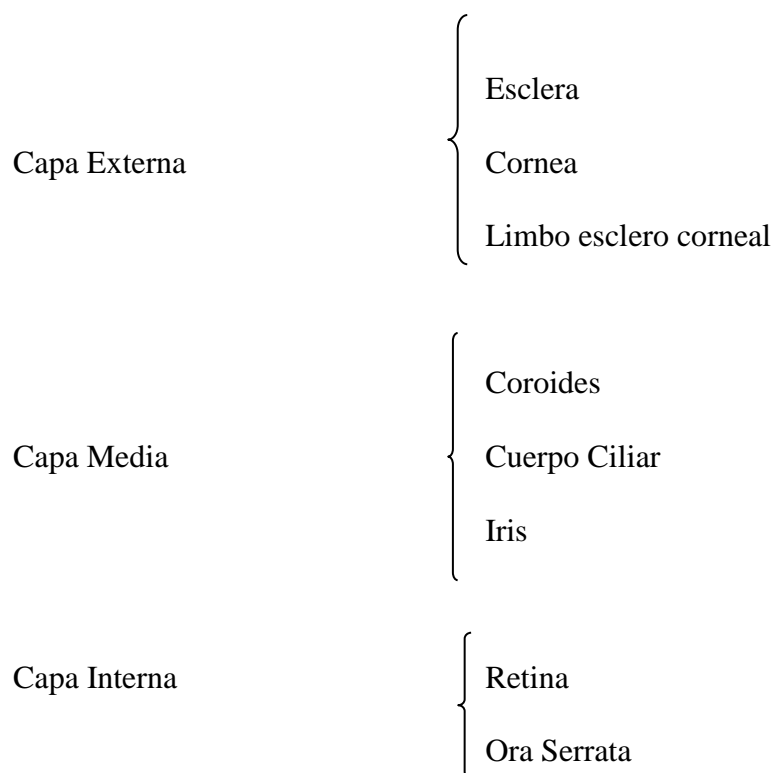 Esclera
Capa Externa
Cornea
Limbo esclero corneal
Coroides
Capa Media
Cuerpo Ciliar
Iris
Capa Interna
Retina
Ora Serrata